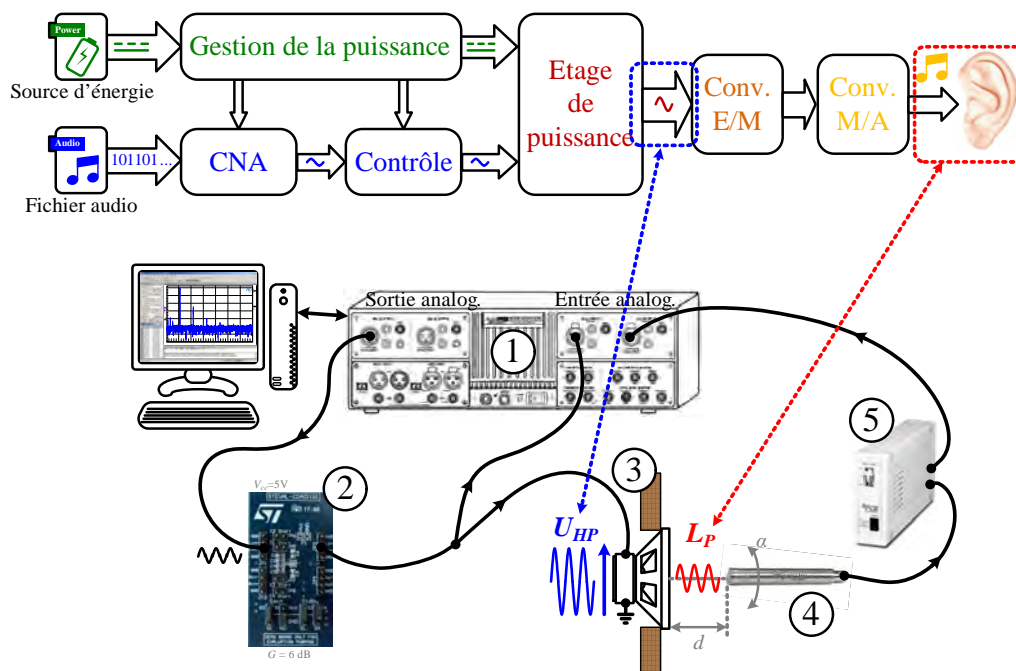 Power
Source d'énergie
Gestion de la puissance
Etage
de
puissance
Conv.
E/M
Conv.
M/A
Audio
101101...
Fichier audio
CNA
Contrôle
Sortie analog.
Entrée analog.
1
2
3
4
5
Vcc=5V
ST
G = 6 dB
UHP
LP
α
d